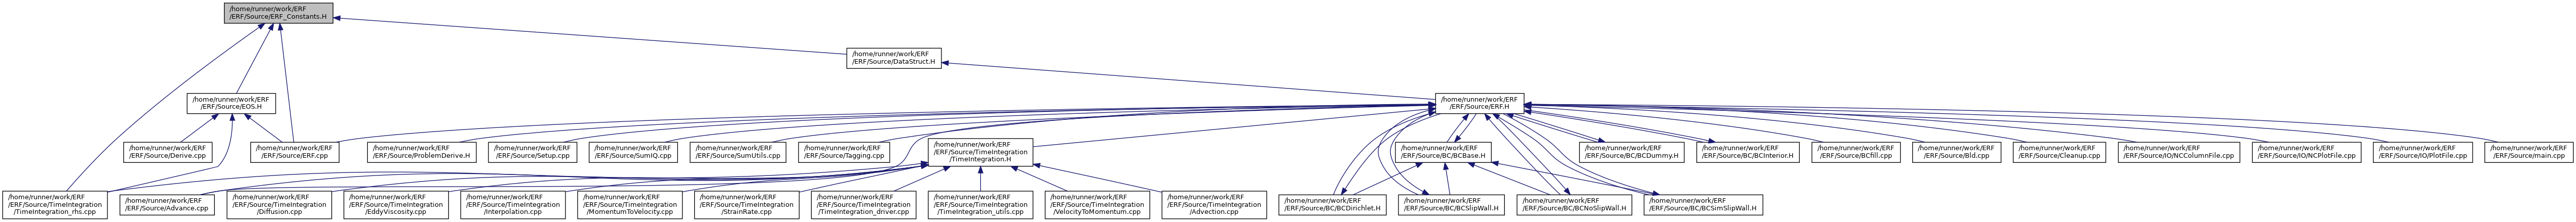 /home/runner/work/ERF
/ERF/Source/ERF_Constants.H
/home/runner/work/ERF
/ERF/Source/DataStruct.H
/home/runner/work/ERF
/ERF/Source/EOS.H
/home/runner/work/ERF
/ERF/Source/ERF.H
/home/runner/work/ERF
/ERF/Source/Derive.cpp
/home/runner/work/ERF
/ERF/Source/ERF.cpp
/home/runner/work/ERF
/ERF/Source/ProblemDerive.H
/home/runner/work/ERF
/ERF/Source/Setup.cpp
/home/runner/work/ERF
/ERF/Source/SumIQ.cpp
/home/runner/work/ERF
/ERF/Source/SumUtils.cpp
/home/runner/work/ERF
/ERF/Source/Tagging.cpp
/home/runner/work/ERF
/ERF/Source/TimeIntegration
/TimeIntegration.H
/home/runner/work/ERF
/ERF/Source/BC/BCBase.H
/home/runner/work/ERF
/ERF/Source/BC/BCDummy.H
/home/runner/work/ERF
/ERF/Source/BC/BCInterior.H
/home/runner/work/ERF
/ERF/Source/BCfill.cpp
/home/runner/work/ERF
/ERF/Source/Bld.cpp
/home/runner/work/ERF
/ERF/Source/Cleanup.cpp
/home/runner/work/ERF
/ERF/Source/IO/NCColumnFile.cpp
/home/runner/work/ERF
/ERF/Source/IO/NCPlotFile.cpp
/home/runner/work/ERF
/ERF/Source/IO/PlotFile.cpp
/home/runner/work/ERF
/ERF/Source/main.cpp
/home/runner/work/ERF
/ERF/Source/TimeIntegration
/TimeIntegration_rhs.cpp
/home/runner/work/ERF
/ERF/Source/Advance.cpp
/home/runner/work/ERF
/ERF/Source/TimeIntegration
/Diffusion.cpp
/home/runner/work/ERF
/ERF/Source/TimeIntegration
/EddyViscosity.cpp
/home/runner/work/ERF
/ERF/Source/TimeIntegration
/Interpolation.cpp
/home/runner/work/ERF
/ERF/Source/TimeIntegration
/MomentumToVelocity.cpp
/home/runner/work/ERF
/ERF/Source/TimeIntegration
/StrainRate.cpp
/home/runner/work/ERF
/ERF/Source/TimeIntegration
/TimeIntegration_driver.cpp
/home/runner/work/ERF
/ERF/Source/TimeIntegration
/TimeIntegration_utils.cpp
/home/runner/work/ERF
/ERF/Source/TimeIntegration
/VelocityToMomentum.cpp
/home/runner/work/ERF
/ERF/Source/TimeIntegration
/Advection.cpp
/home/runner/work/ERF
/ERF/Source/BC/BCDirichlet.H
/home/runner/work/ERF
/ERF/Source/BC/BCSlipWall.H
/home/runner/work/ERF
/ERF/Source/BC/BCNoSlipWall.H
/home/runner/work/ERF
/ERF/Source/BC/BCSimSlipWall.H